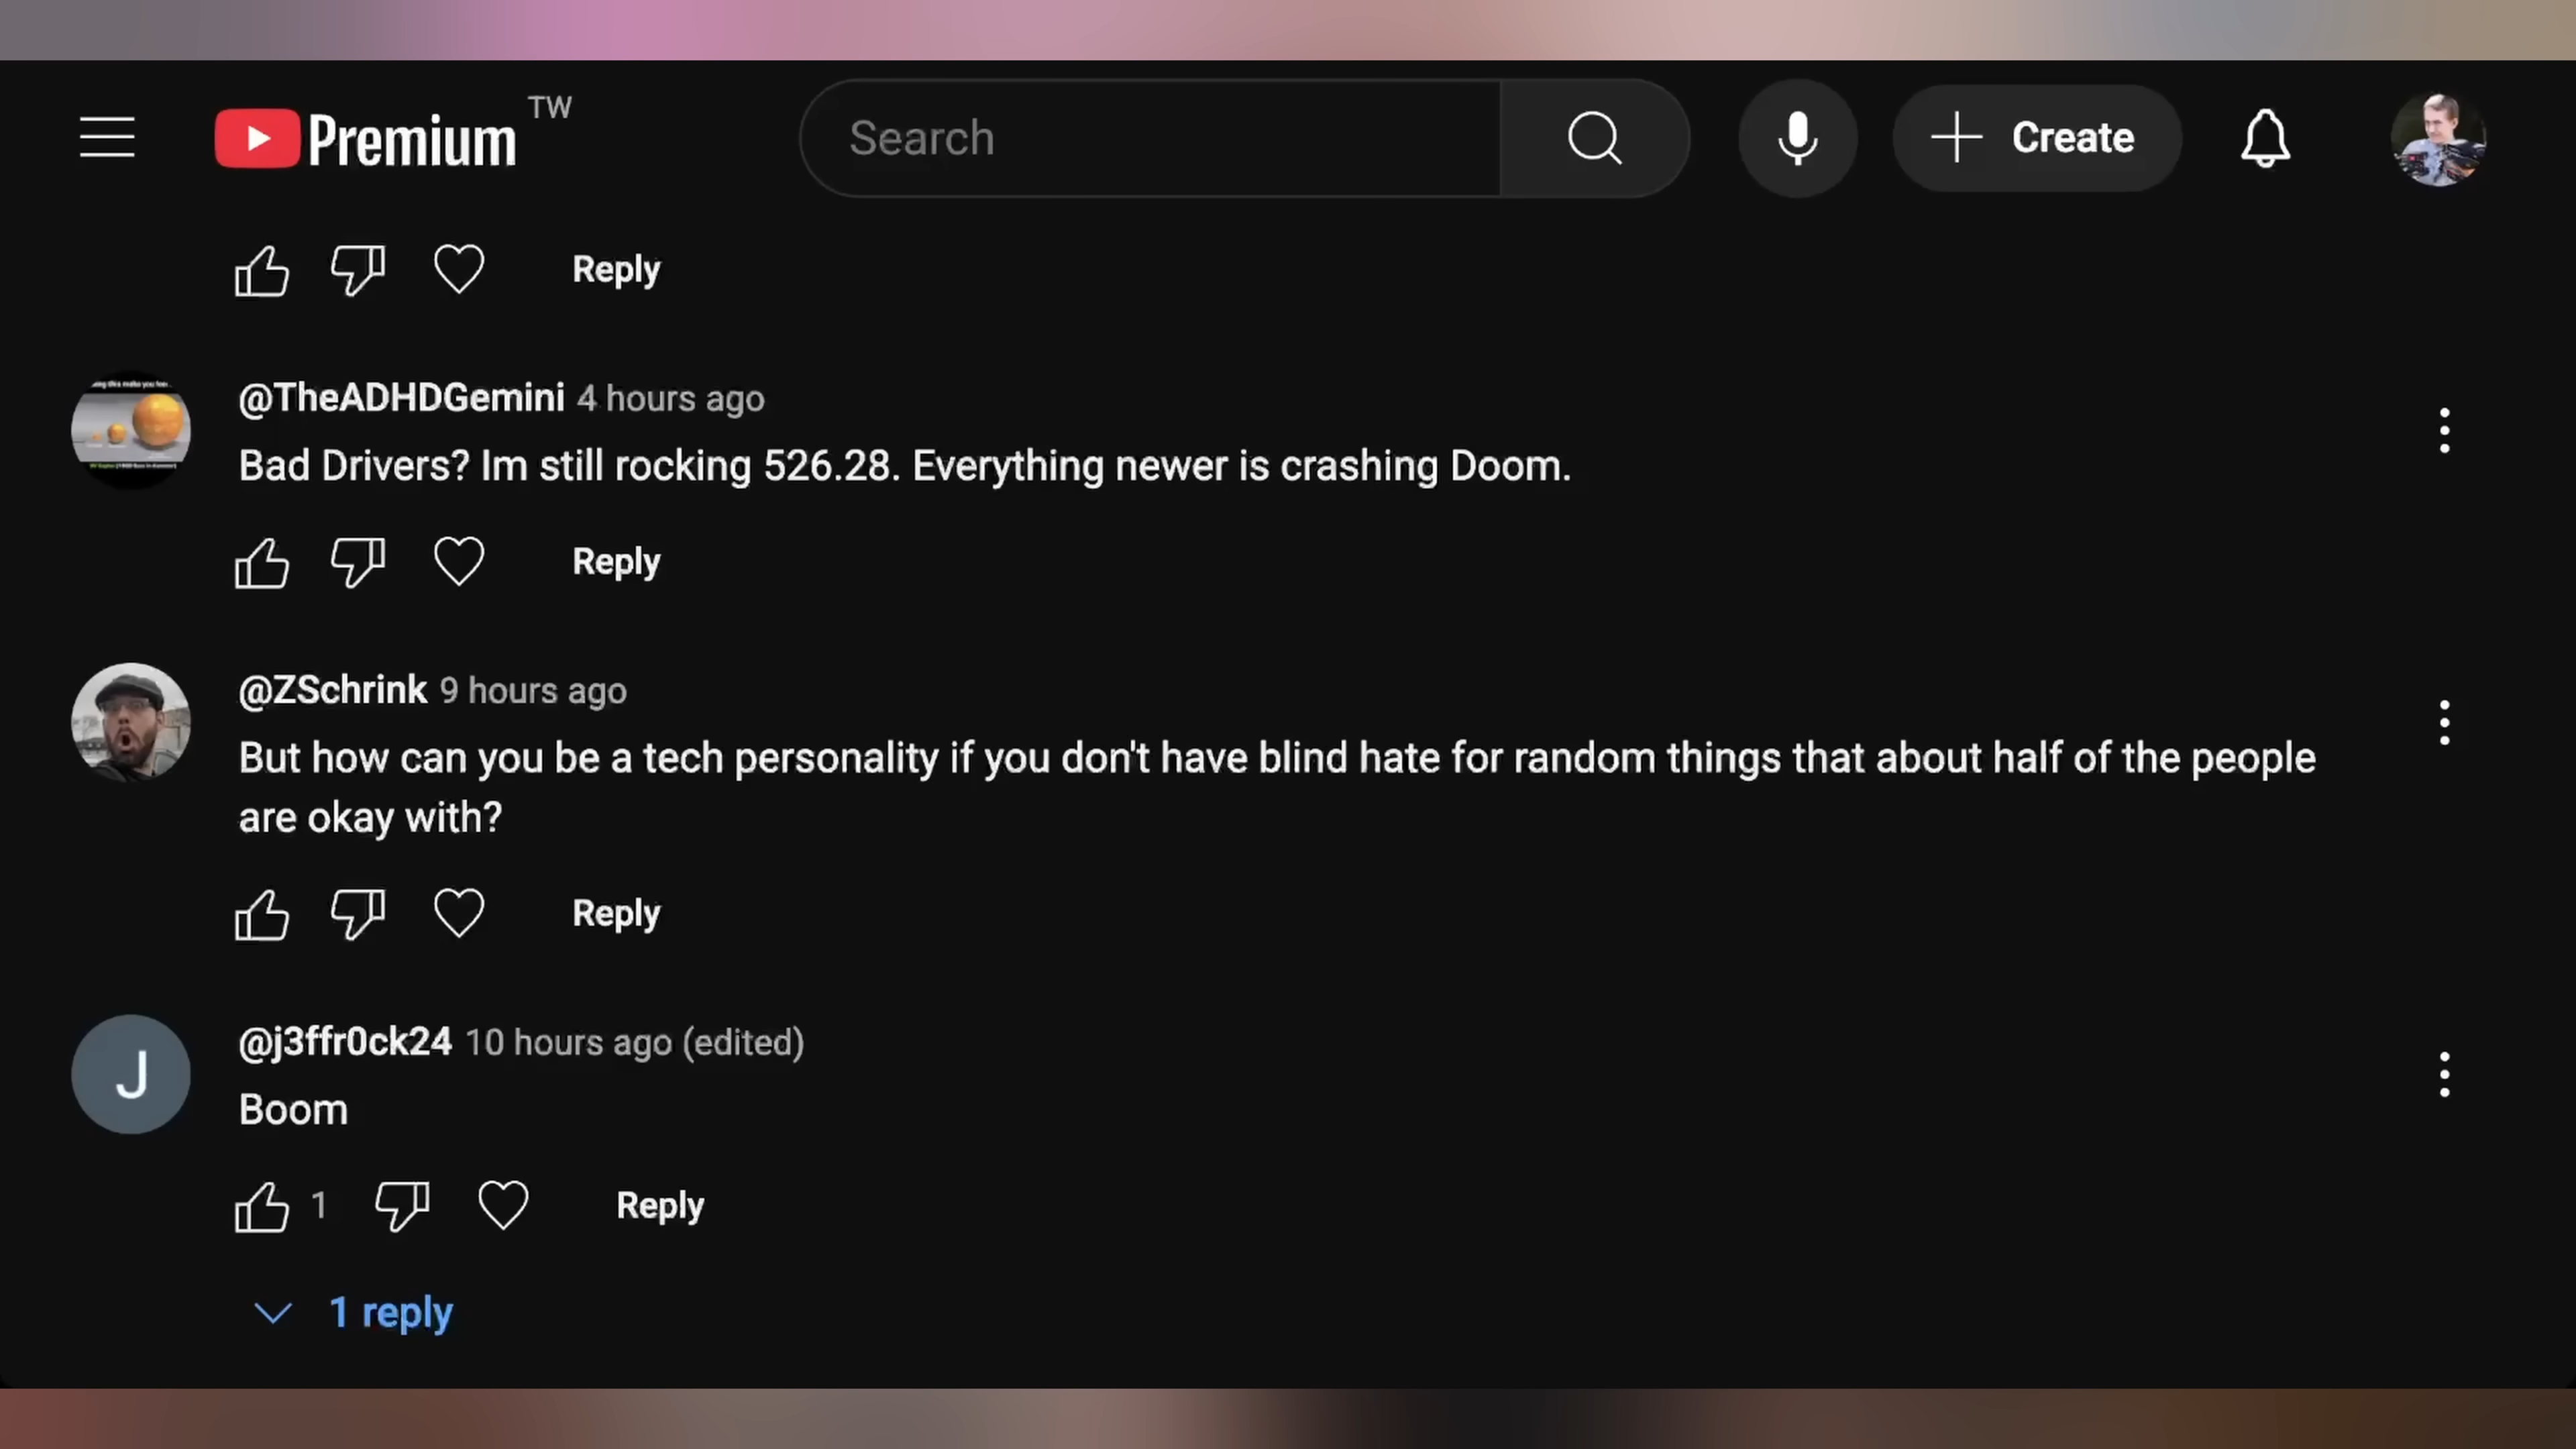 Premium TW
Search
Create
Reply
@TheADHDGemini 4 hours ago
Bad Drivers? Im still rocking 526.28. Everything newer is crashing Doom.
Reply
@ZSchrink 9 hours ago
But how can you be a tech personality if you don't have blind hate for random things that about half of the people
are okay with?
Reply
J
@j3ffr0ck24 10 hours ago (edited)
Boom
1 Reply
1 reply